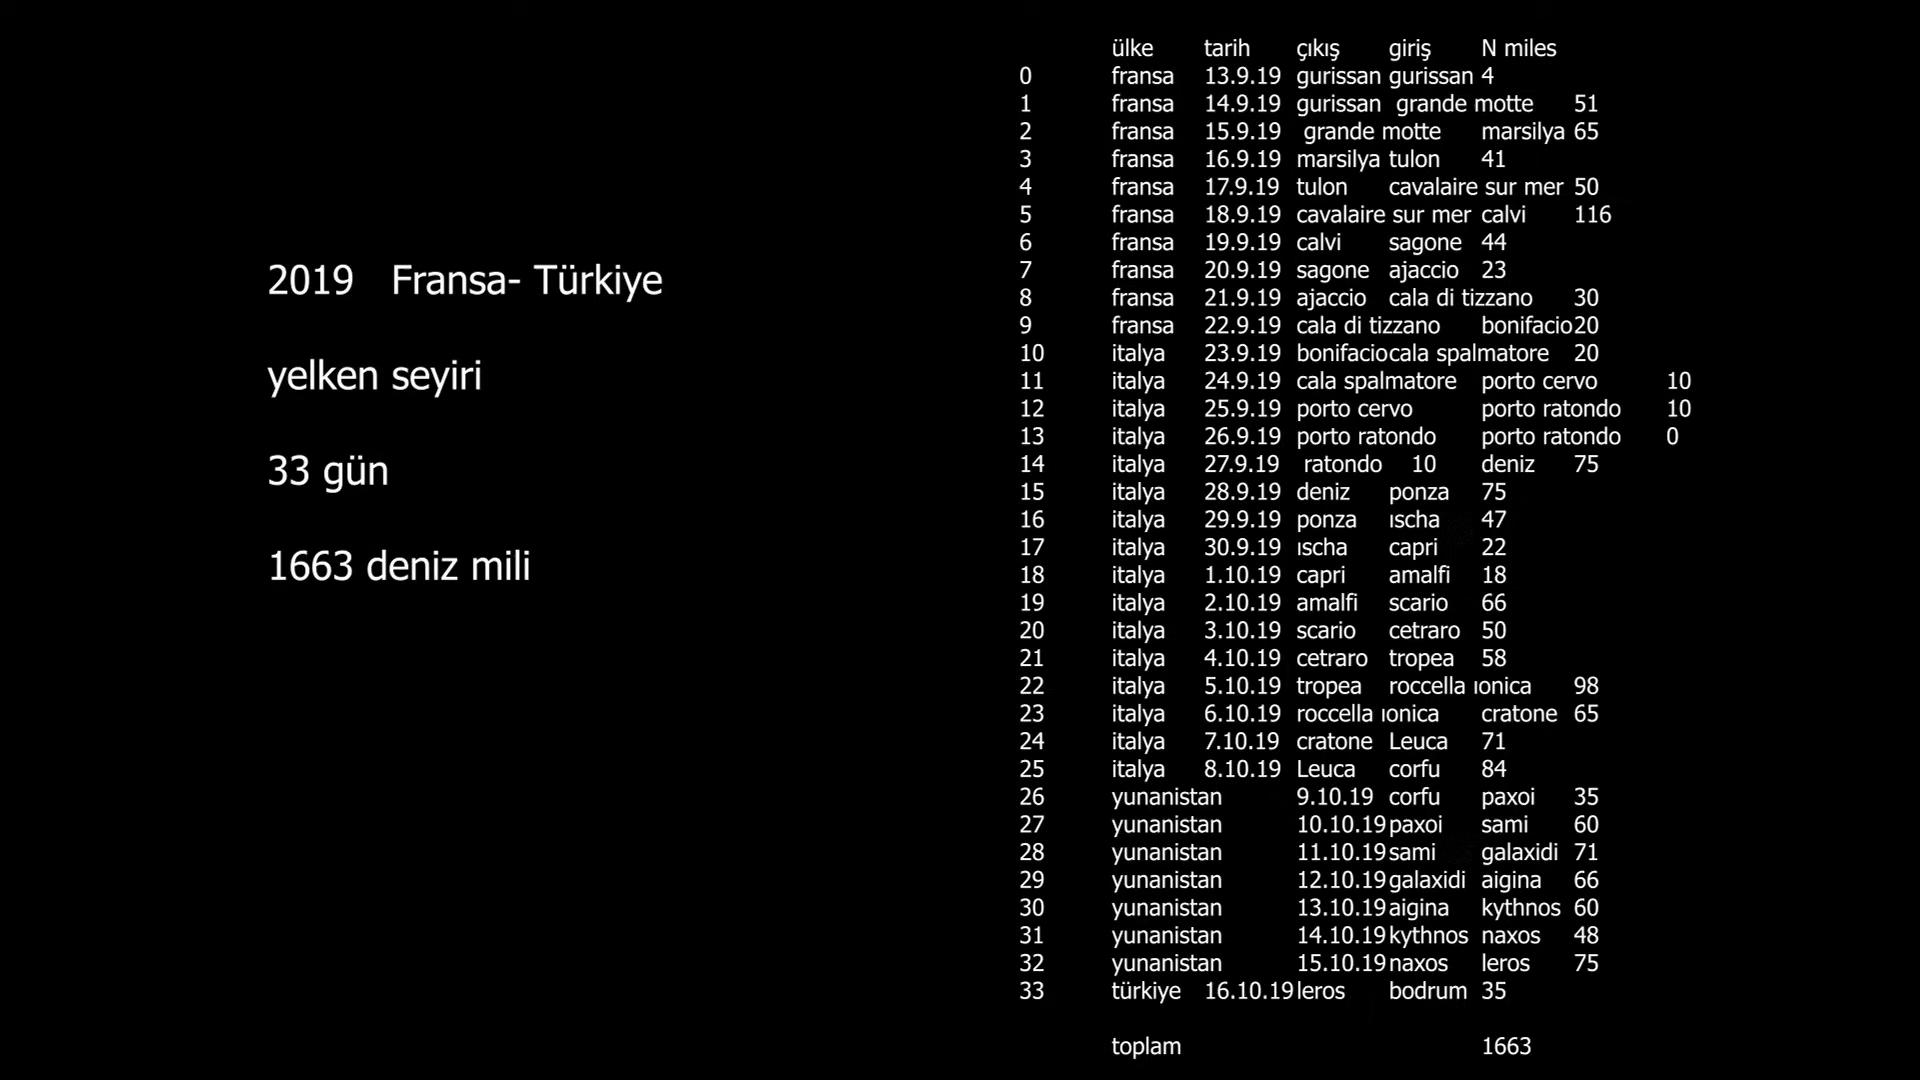 2019 Fransa- Türkiye
yelken seyiri
33 gün
1663 deniz mili
ülke tarih çıkış giriş N miles
0 fransa 13.9.19 gurissan gurissan 4
1 fransa 14.9.19 gurissan grande motte 51
2 fransa 15.9.19 grande motte marsilya 65
3 fransa 16.9.19 marsilya tulon 41
4 fransa 17.9.19 tulon cavalaire sur mer 50
5 fransa 18.9.19 cavalaire sur mer calvi 116
6 fransa 19.9.19 calvi sagone 44
7 fransa 20.9.19 sagone ajaccio 23
8 fransa 21.9.19 ajaccio cala di tizzano 30
9 fransa 22.9.19 cala di tizzano bonifacio20
10 italya 23.9.19 bonifaciocala spalmatore 20
11 italya 24.9.19 cala spalmatore porto cervo 10
12 italya 25.9.19 porto cervo porto ratondo 10
13 italya 26.9.19 porto ratondo porto ratondo 0
14 italya 27.9.19 ratondo 10 deniz 75
15 italya 28.9.19 deniz ponza 75
16 italya 29.9.19 ponza ıscha 47
17 italya 30.9.19 ıscha capri 22
18 italya 1.10.19 capri amalfi 18
19 italya 2.10.19 amalfi scario 66
20 italya 3.10.19 scario cetraro 50
21 italya 4.10.19 cetraro tropea 58
22 italya 5.10.19 tropea roccella ıonica 98
23 italya 6.10.19 roccella ıonica cratone 65
24 italya 7.10.19 cratone Leuca 71
25 italya 8.10.19 Leuca corfu 84
26 yunanistan 9.10.19 corfu paxoi 35
27 yunanistan 10.10.19paxoi sami 60
28 yunanistan 11.10.19sami galaxidi 71
29 yunanistan 12.10.19galaxidi aigina 66
30 yunanistan 13.10.19aigina kythnos 60
31 yunanistan 14.10.19kythnos naxos 48
32 yunanistan 15.10.19naxos leros 75
33 türkiye 16.10.19leros bodrum 35
toplam 1663